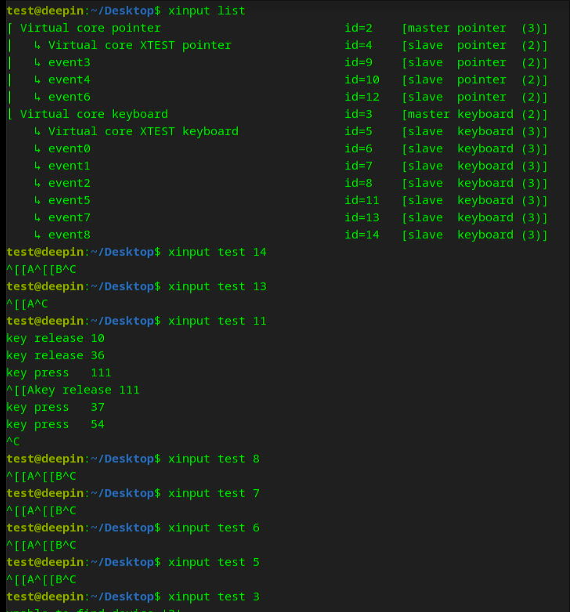 test@deepin:~/Desktop$ xinput list
⎡ Virtual core pointer id=2 [master pointer (3)]
⎜ ↳ Virtual core XTEST pointer id=4 [slave pointer (2)]
⎜ ↳ event3 id=9 [slave pointer (2)]
⎜ ↳ event4 id=10 [slave pointer (2)]
⎜ ↳ event6 id=12 [slave pointer (2)]
⎣ Virtual core keyboard id=3 [master keyboard (2)]
↳ Virtual core XTEST keyboard id=5 [slave keyboard (3)]
↳ event0 id=6 [slave keyboard (3)]
↳ event1 id=7 [slave keyboard (3)]
↳ event2 id=8 [slave keyboard (3)]
↳ event5 id=11 [slave keyboard (3)]
↳ event7 id=13 [slave keyboard (3)]
↳ event8 id=14 [slave keyboard (3)]
test@deepin:~/Desktop$ xinput test 14
^[[A^[[B^C
test@deepin:~/Desktop$ xinput test 13
^[[A^C
test@deepin:~/Desktop$ xinput test 11
key release 10
key release 36
key press 111
^[[Akey release 111
key press 37
key press 54
^C
test@deepin:~/Desktop$ xinput test 8
^[[A^[[B^C
test@deepin:~/Desktop$ xinput test 7
^[[A^[[B^C
test@deepin:~/Desktop$ xinput test 6
^[[A^[[B^C
test@deepin:~/Desktop$ xinput test 5
^[[A^[[B^C
test@deepin:~/Desktop$ xinput test 3